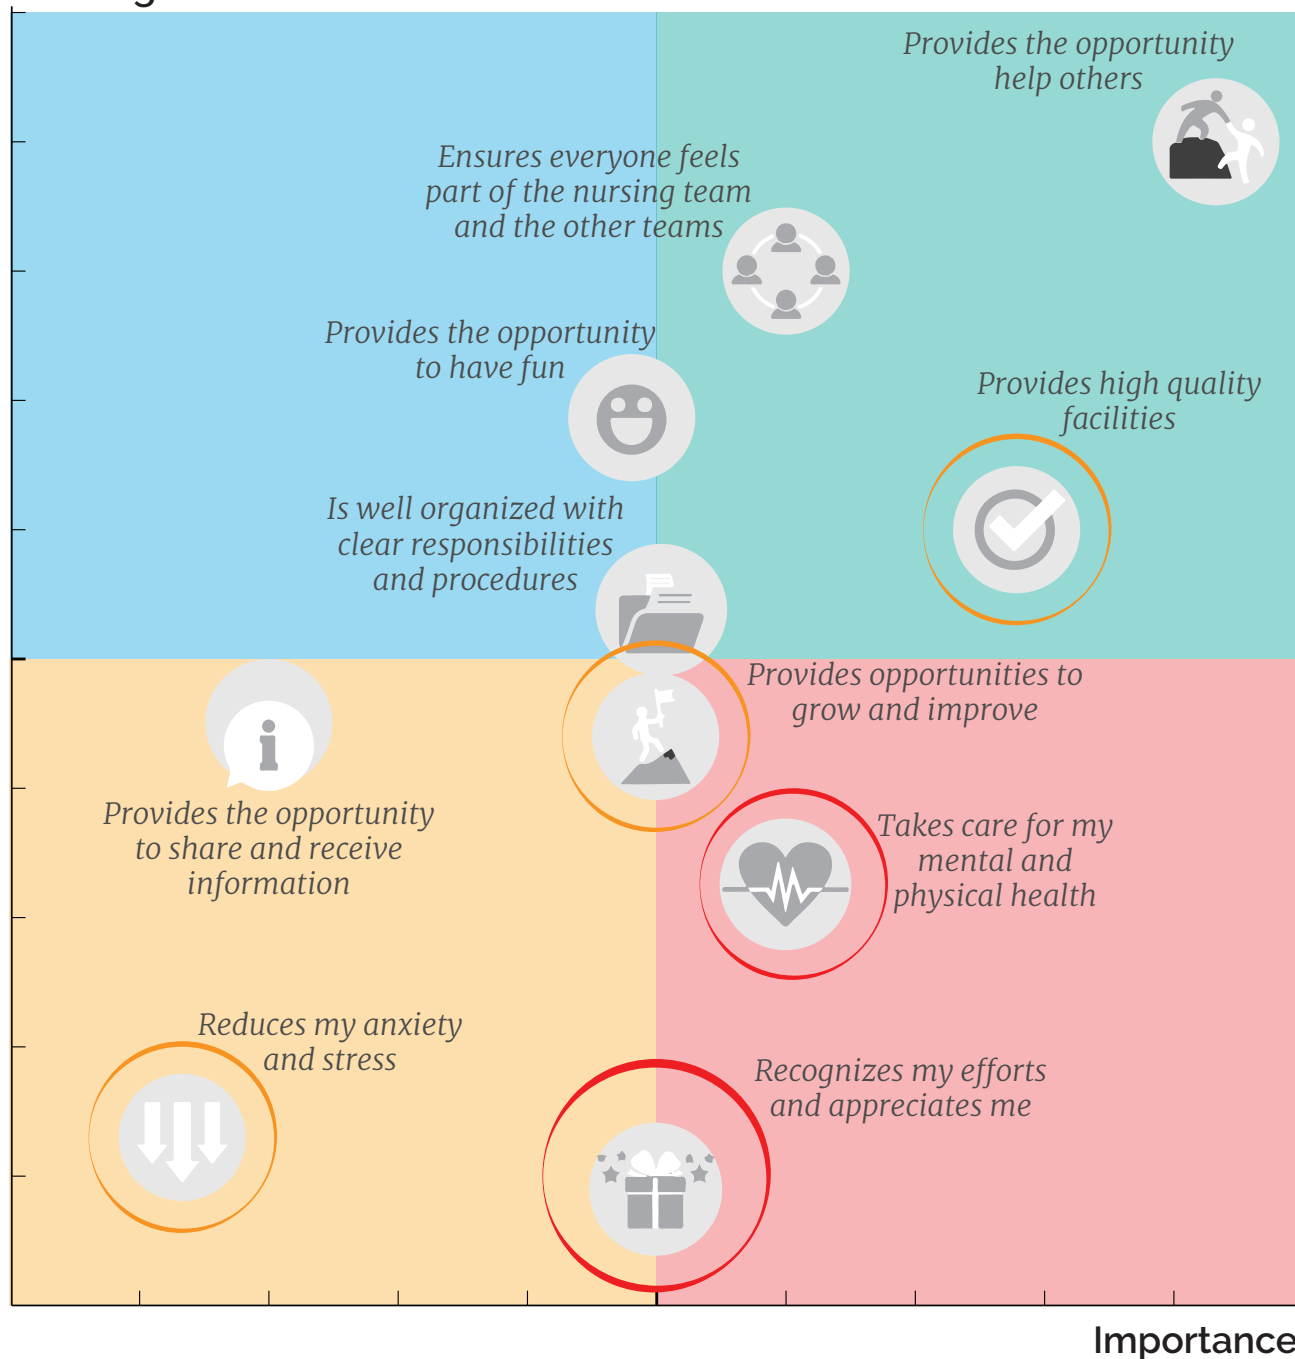 Provides the opportunity
help others
Ensures everyone feels
part of the nursing team
and the other teams
Provides the opportunity
to have fun
Provides high quality
facilities
Is well organized with
clear responsibilities
and procedures
Provides opportunities to
grow and improve
Provides the opportunity
to share and receive
information
Takes care for my
mental and
physical health
Reduces my anxiety
and stress
Recognizes my efforts
and appreciates me
Importance